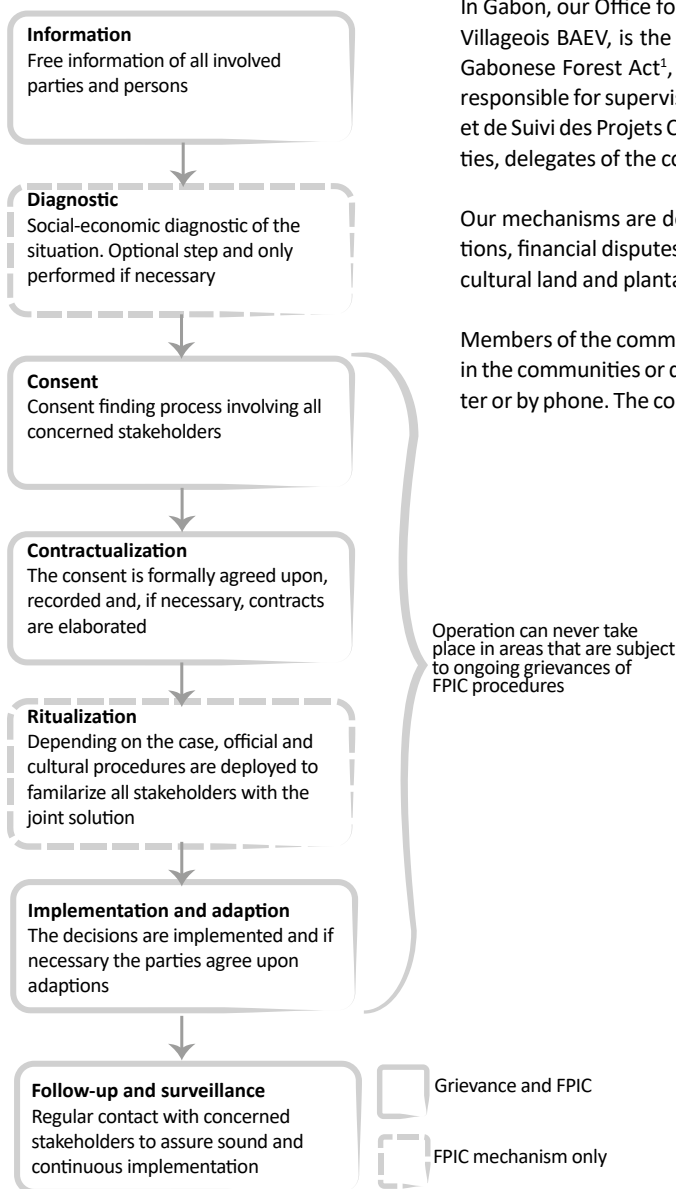 Information
Free information of all involved
parties and persons
Diagnostic
Social-economic diagnostic of the
situation. Optional step and only
performed if necessary
Consent
Consent finding process involving all
concerned stakeholders
Contractualization
The consent is formally agreed upon,
recorded and, if necessary, contracts
are elaborated
Ritualization
Depending on the case, official and
cultural procedures are deployed to
familarize all stakeholders with the
joint solution
Implementation and adaption
The decisions are implemented and if
necessary the parties agree upon
adaptions
Follow-up and surveillance
Regular contact with concerned
stakeholders to assure sound and
continuous implementation
Operation can never take
place in areas that are subject
to ongoing grievances of
FPIC procedures
Grievance and FPIC
FPIC mechanism only
In Gabon, our Office fo
Villageois BAEV, is the
Gabonese Forest Act¹,
responsible for supervis
et de Suivi des Projets C
ties, delegates of the co
Our mechanisms are de
tions, financial disputes
cultural land and planta
Members of the comm
in the communities or d
ter or by phone. The co